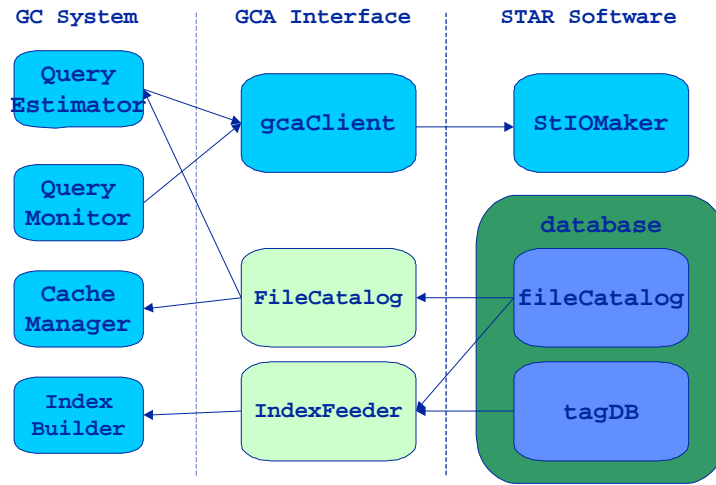 GC System
GCA Interface
STAR Software
Query
Estimator
gcaClient
StIOMaker
Query
Monitor
database
Cache
Manager
FileCatalog
fileCatalog
Index
Builder
IndexFeeder
tagDB